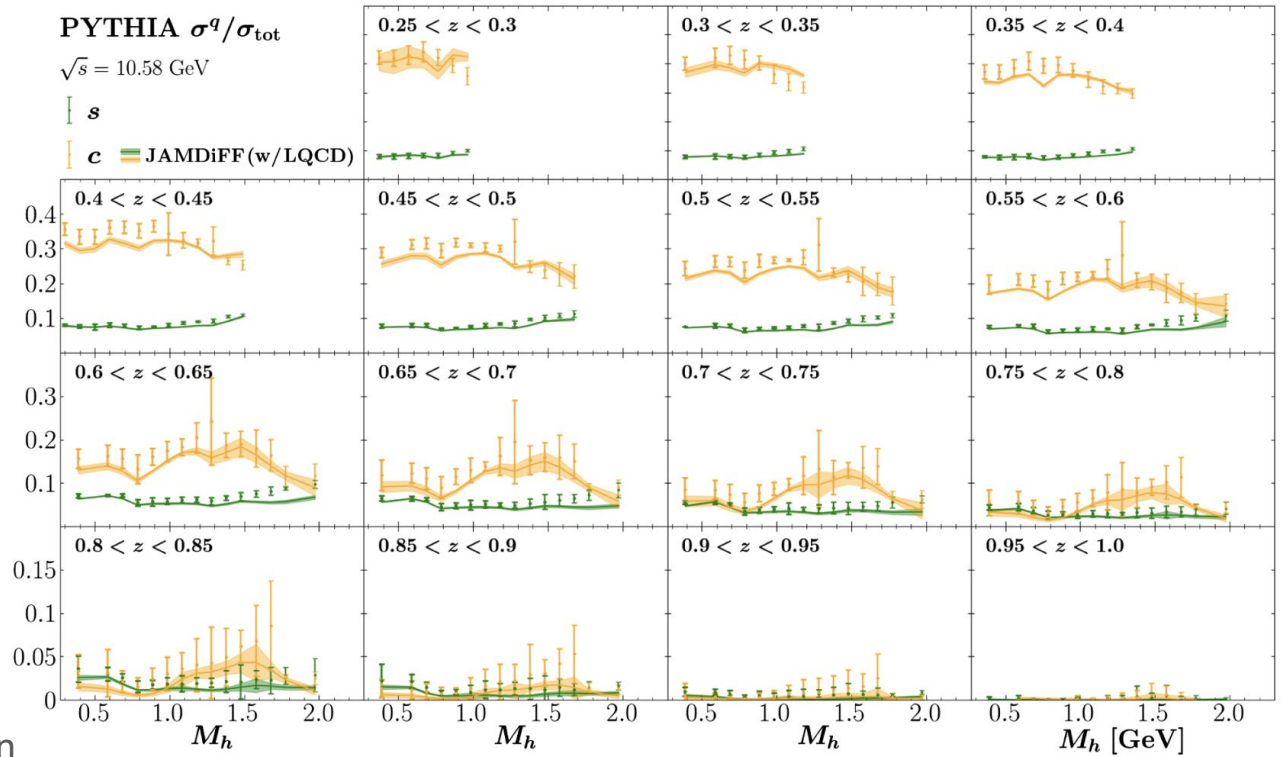 PYTHIA σ^q/σ_tot
√s = 10.58 GeV
s
c JAMDiFF(w/LQCD)
0.25 < z < 0.3
0.3 < z < 0.35
0.35 < z < 0.4
0.4 < z < 0.45
0.45 < z < 0.5
0.5 < z < 0.55
0.55 < z < 0.6
0.4
0.3
0.2
0.1
0.6 < z < 0.65
0.65 < z < 0.7
0.7 < z < 0.75
0.75 < z < 0.8
0.3
0.2
0.1
0.8 < z < 0.85
0.85 < z < 0.9
0.9 < z < 0.95
0.95 < z < 1.0
0.15
0.1
0.05
0
0.5 1.0 1.5 2.0
0.5 1.0 1.5 2.0
0.5 1.0 1.5 2.0
0.5 1.0 1.5 2.0
M_h
M_h
M_h
M_h [GeV]
n